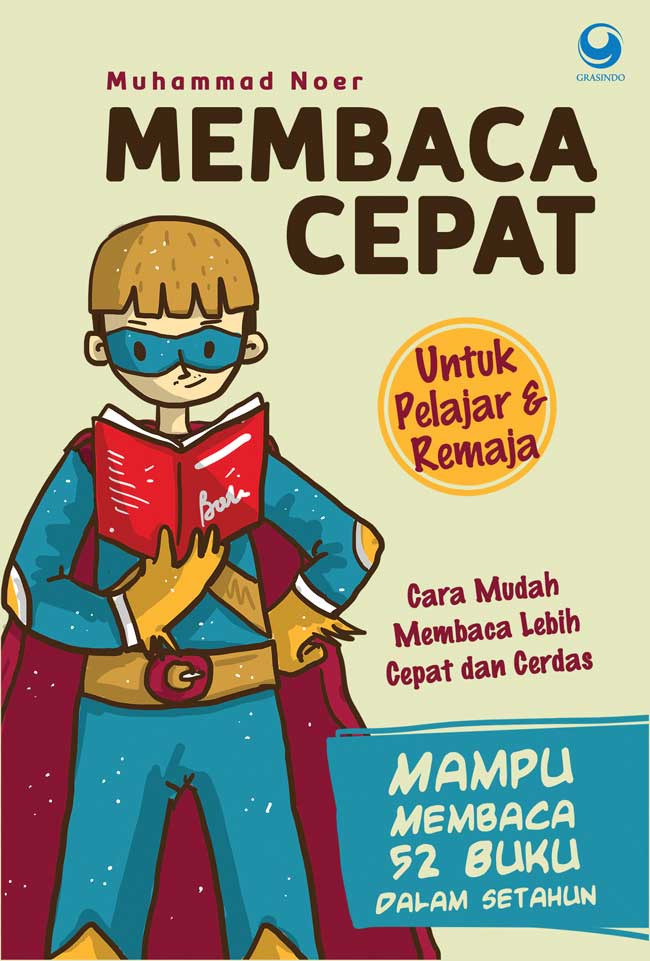 GRASINDO
Muhammad Noer
MEMBACA
CEPAT
Untuk
Pelajar &
Remaja
Cara Mudah
Membaca Lebih
Cepat dan Cerdas
MAMPU
MEMBACA
52 BUKU
DALAM SETAHUN